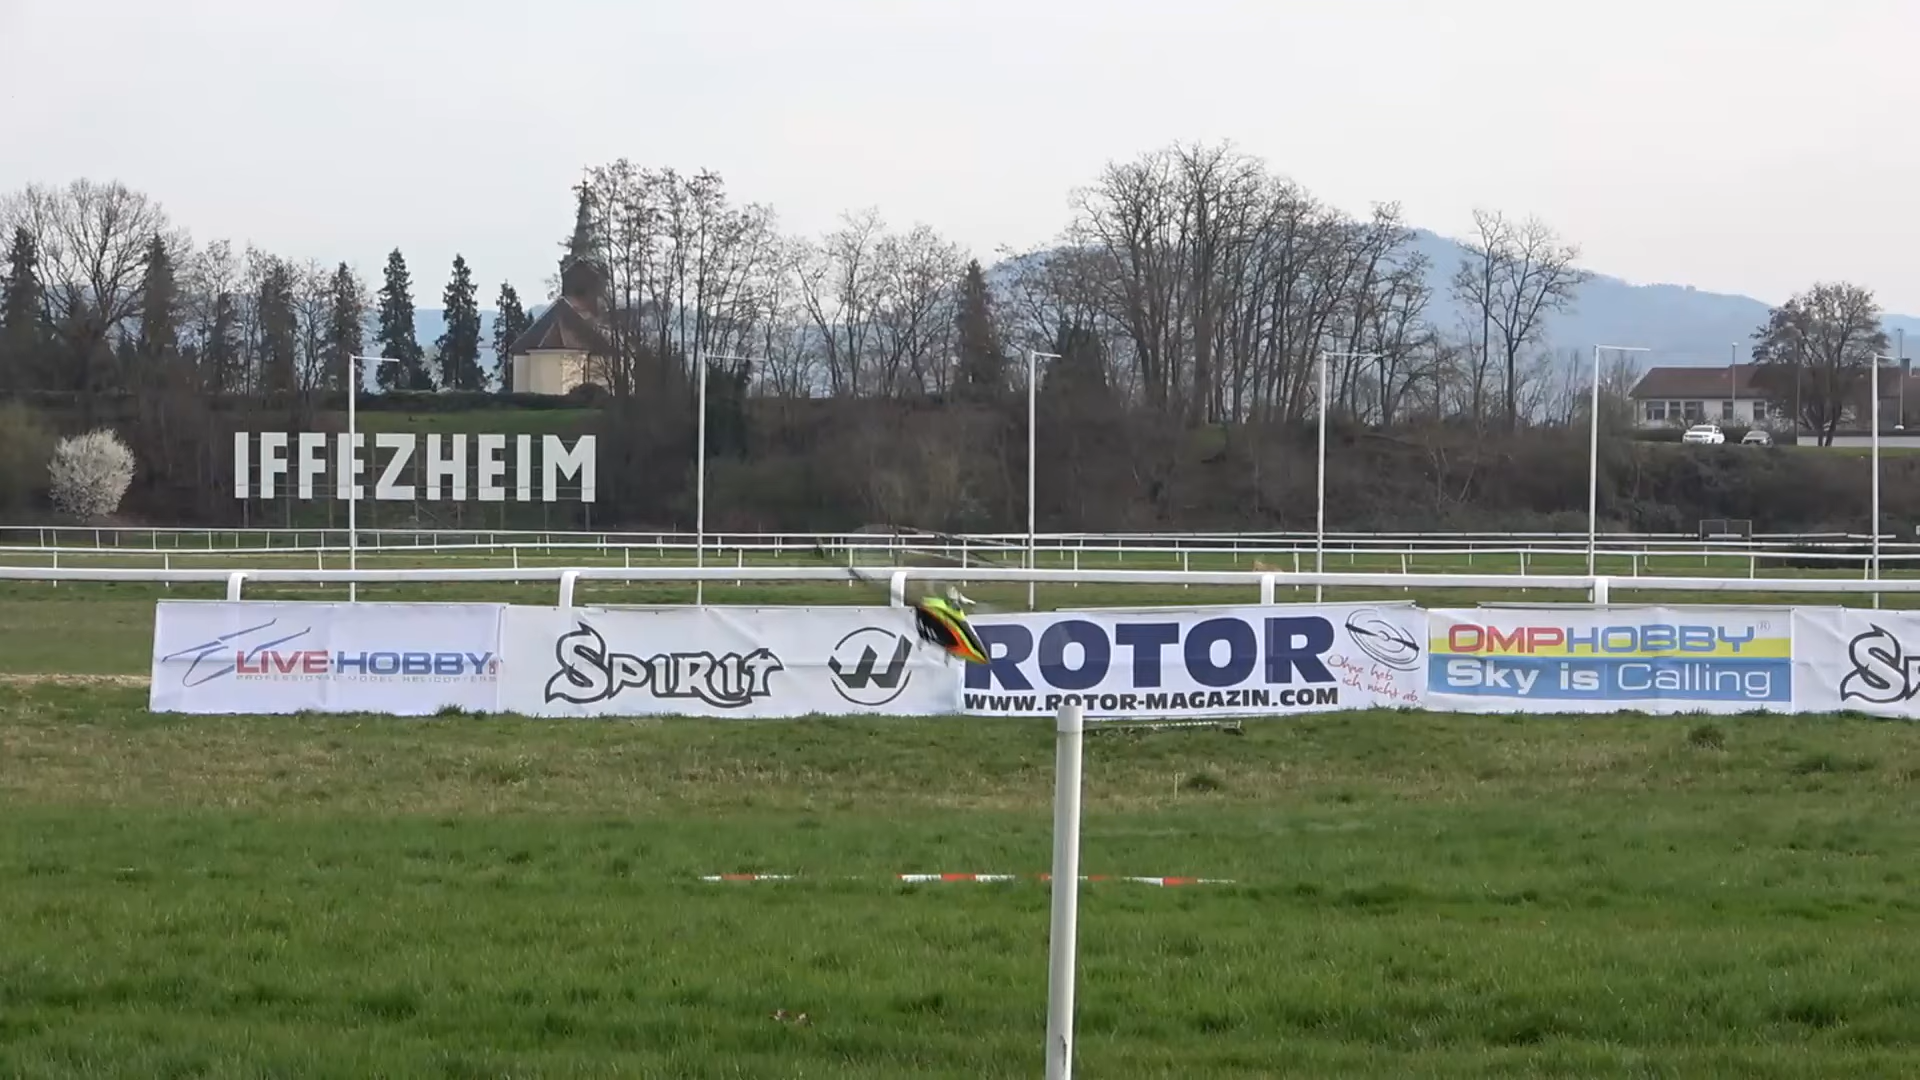 IFFEZHEIM
LIVE-HOBBY
PROFESSIONAL MODEL HELICOPTERS
SPIRIT
ROTOR
Ohne heb
ich nicht ab
WWW.ROTOR-MAGAZIN.COM
OMPHOBBY®
Sky is Calling